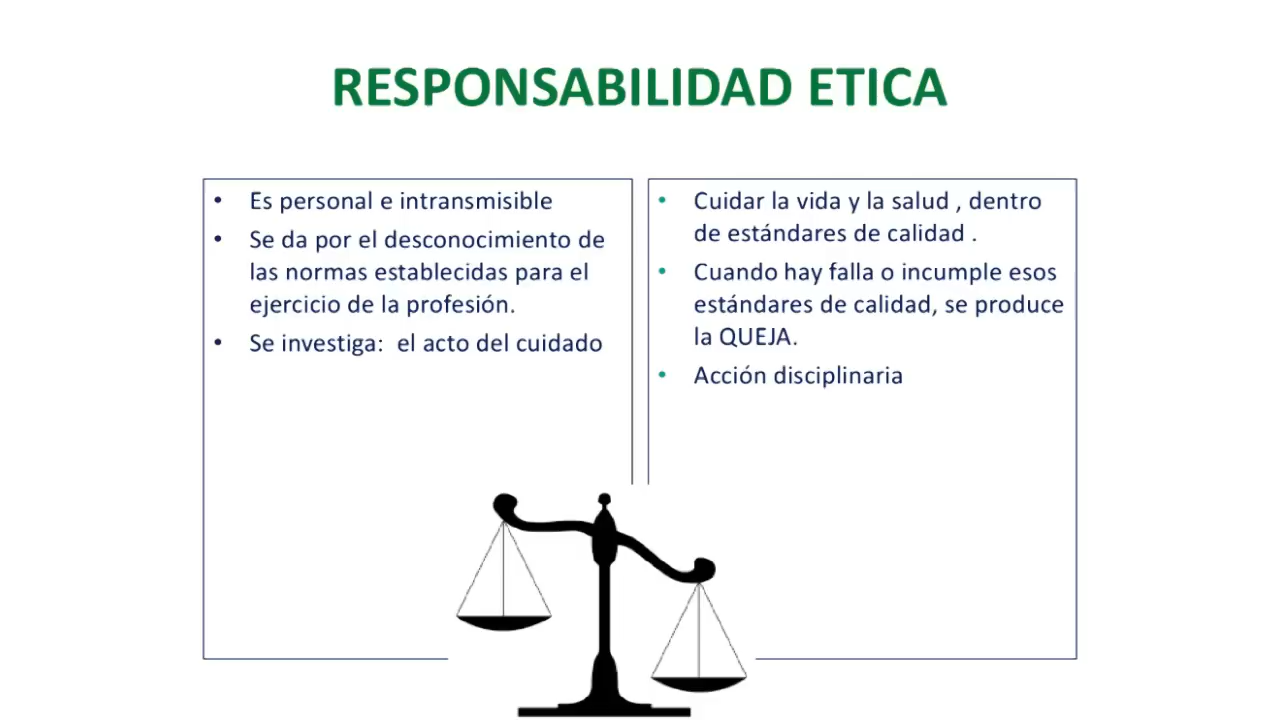 RESPONSABILIDAD ETICA
• Es personal e intransmisible
• Se da por el desconocimiento de
las normas establecidas para el
ejercicio de la profesión.
• Se investiga:  el acto del cuidado
• Cuidar la vida y la salud , dentro
de estándares de calidad .
• Cuando hay falla o incumple esos
estándares de calidad, se produce
la QUEJA.
• Acción disciplinaria